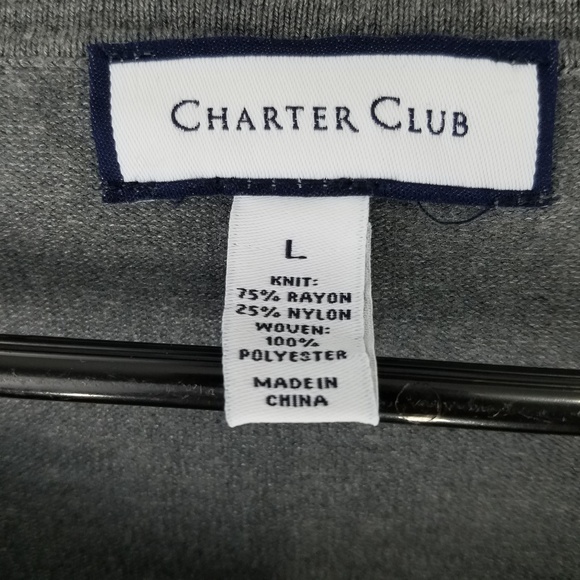 CHARTER CLUB
L
KNIT:
75% RAYON
25% NYLON
WOVEN:
100%
POLYESTER
MADE IN
CHINA